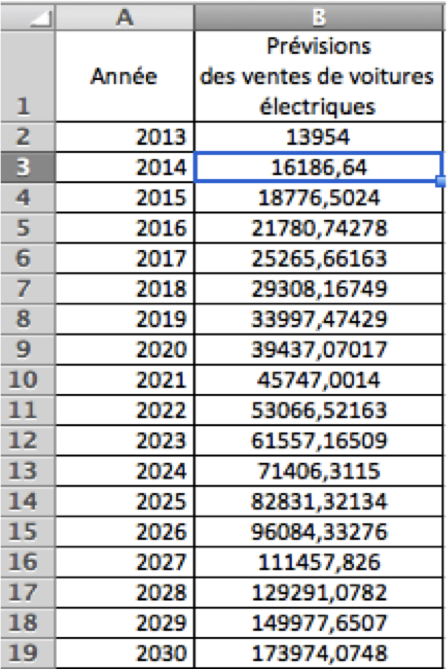 A B
1 Année Prévisions
des ventes de voitures
électriques
2 2013 13954
3 2014 16186,64
4 2015 18776,5024
5 2016 21780,74278
6 2017 25265,66163
7 2018 29308,16749
8 2019 33997,47429
9 2020 39437,07017
10 2021 45747,0014
11 2022 53066,52163
12 2023 61557,16509
13 2024 71406,3115
14 2025 82831,32134
15 2026 96084,33276
16 2027 111457,826
17 2028 129291,0782
18 2029 149977,6507
19 2030 173974,0748